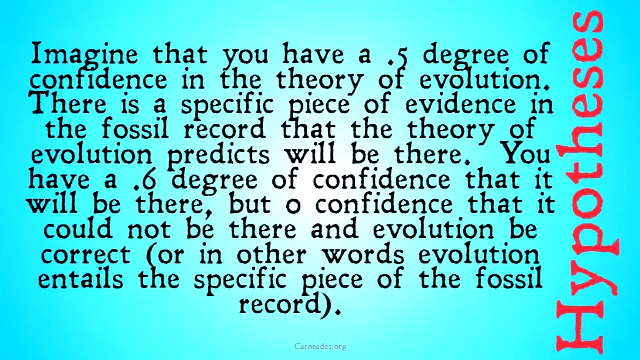 Imagine that you have a .5 degree of
confidence in the theory of evolution.
There is a specific piece of evidence in
the fossil record that the theory of
evolution predicts will be there. You
have a .6 degree of confidence that it
will be there, but 0 confidence that it
could not be there and evolution be
correct (or in other words evolution
entails the specific piece of the fossil
record).
Hypotheses
Carneades.org